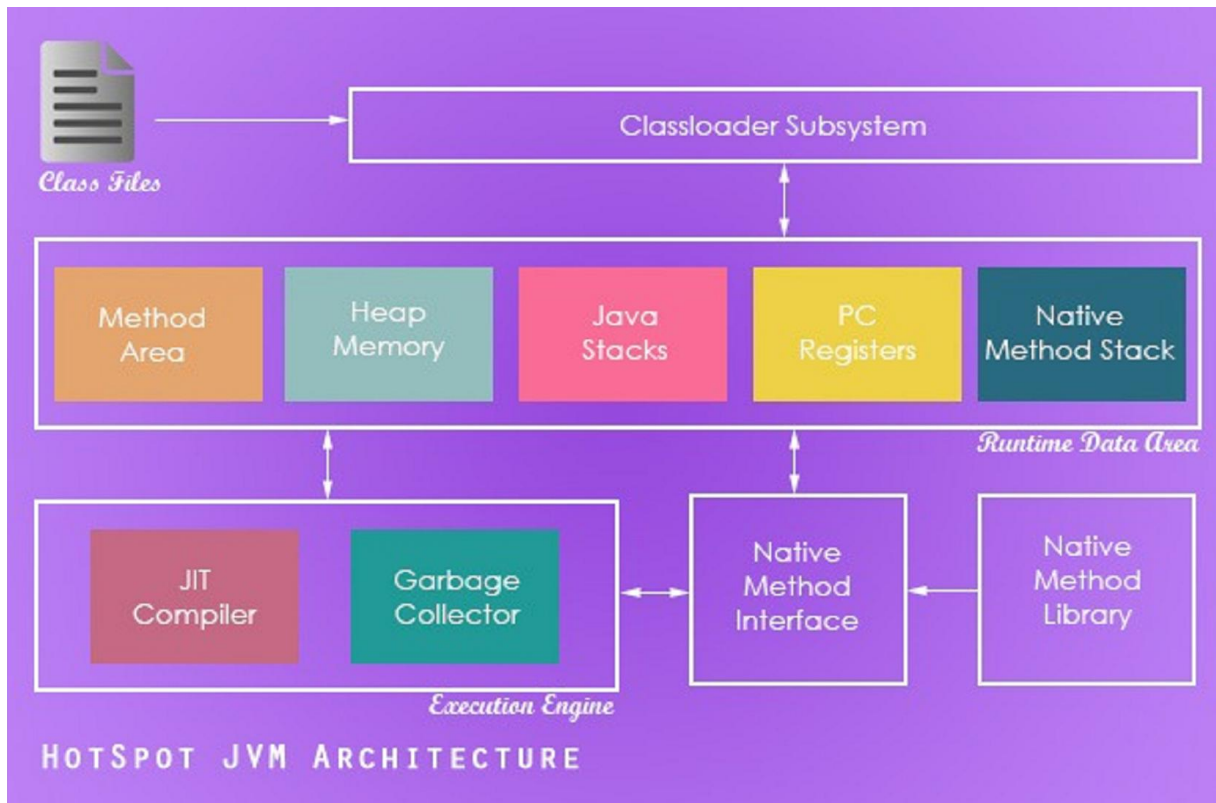 Classloader Subsystem
Class Files
Method
Area
Heap
Memory
Java
Stacks
PC
Registers
Native
Method Stack
Runtime Data Area
JIT
Compiler
Garbage
Collector
Native
Method
Interface
Native
Method
Library
Execution Engine
HOTSPOT JVM ARCHITECTURE